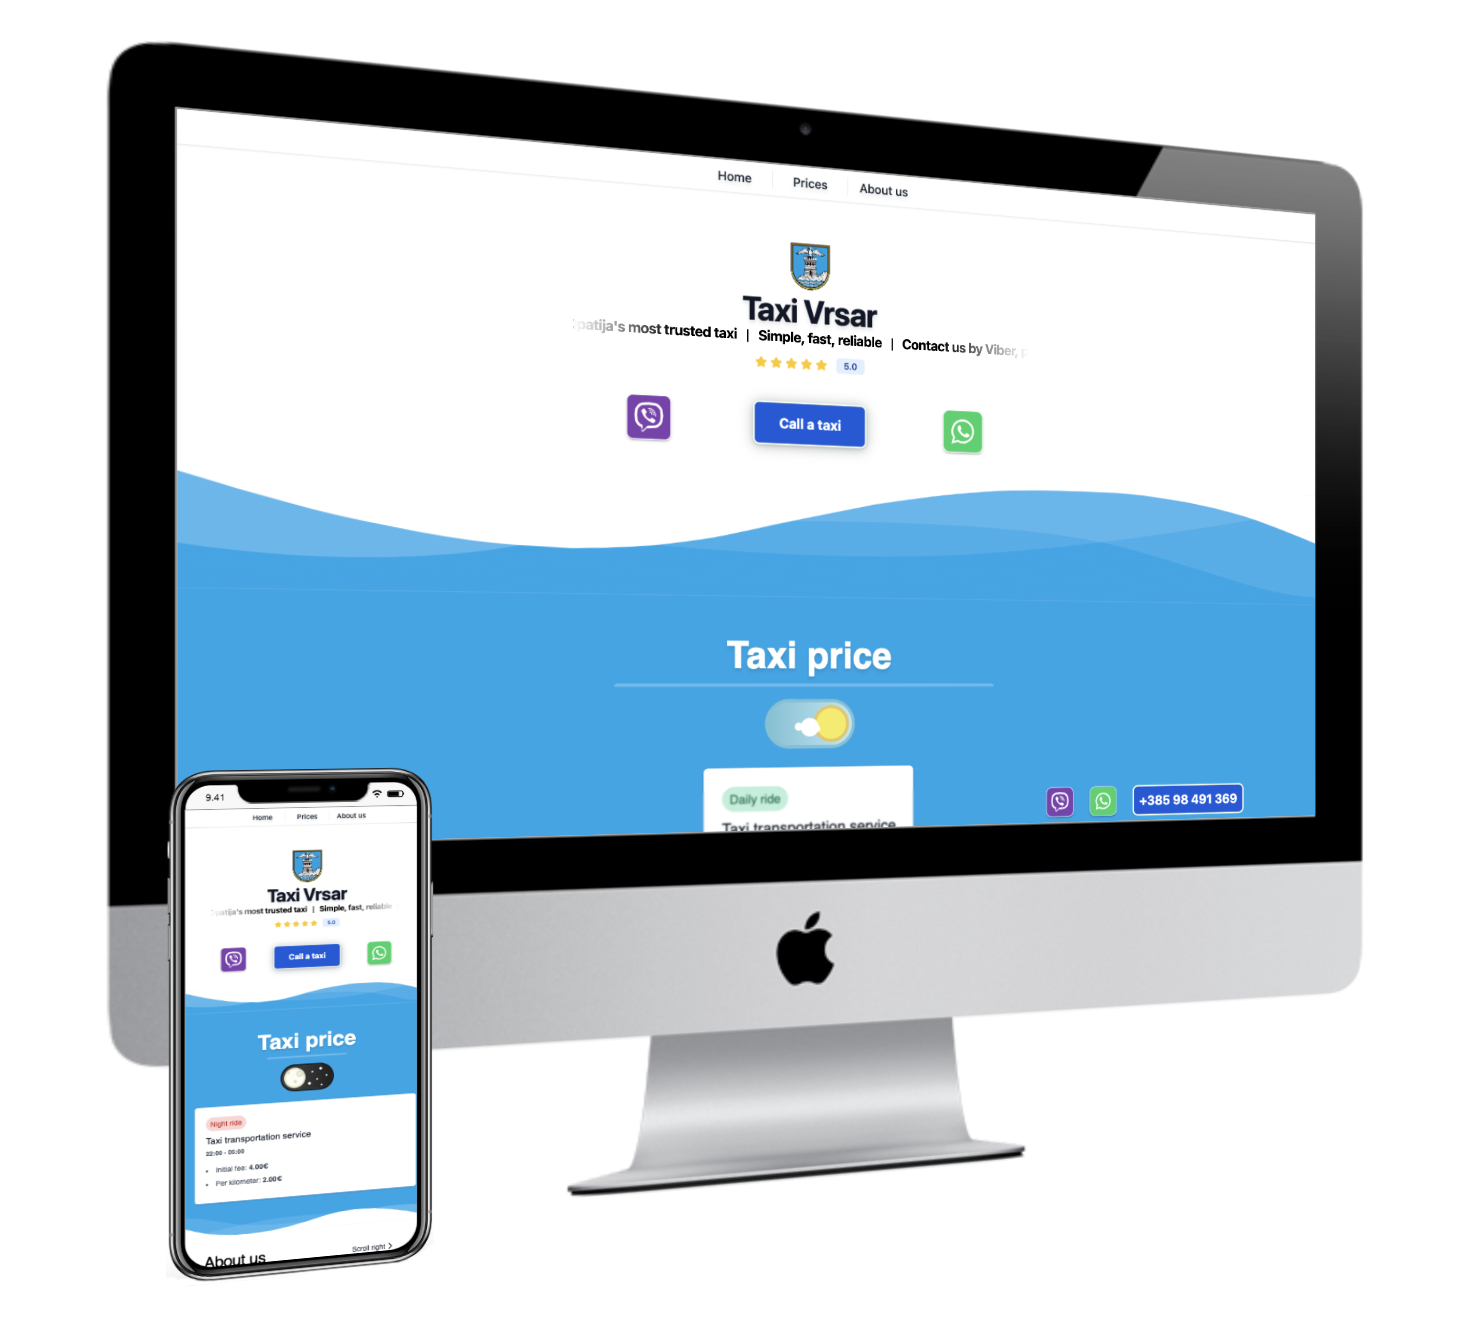 Home
Prices
About us
Taxi Vrsar
patija's most trusted taxi | Simple, fast, reliable | Contact us by Viber,
5.0
Call a taxi
Taxi price
Daily ride
Taxi transportation service
+385 98 491 369
9.41
Home
Prices
About us
Taxi Vrsar
patija's most trusted taxi | Simple, fast, reliable
5.0
Call a taxi
Taxi price
Night ride
Taxi transportation service
22:00 - 05:00
Initial fee: 4.00€
Per kilometer: 2.00€
About us
Scroll right